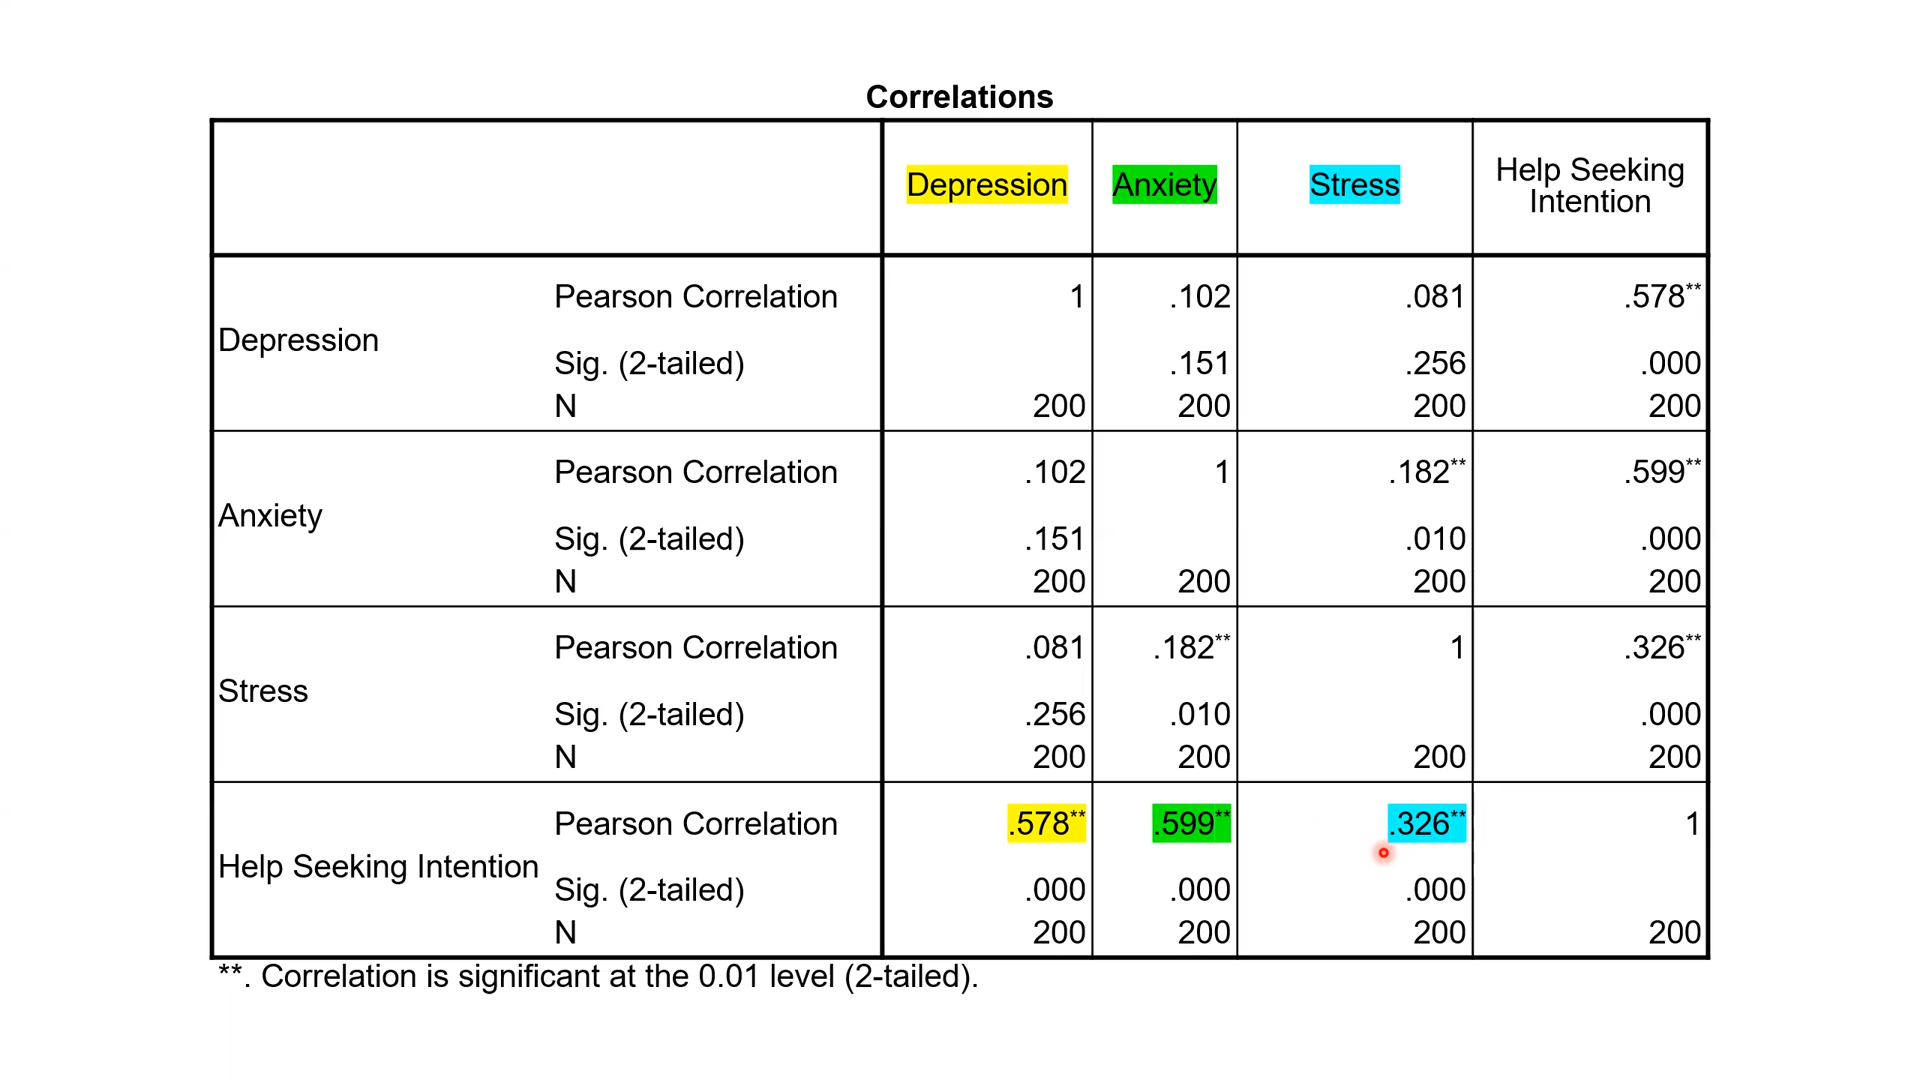 Correlations
Depression Anxiety Stress Help Seeking Intention
Depression
Pearson Correlation 1 .102 .081 .578**
Sig. (2-tailed) .151 .256 .000
N 200 200 200 200
Anxiety
Pearson Correlation .102 1 .182** .599**
Sig. (2-tailed) .151 .010 .000
N 200 200 200 200
Stress
Pearson Correlation .081 .182** 1 .326**
Sig. (2-tailed) .256 .010 .000
N 200 200 200 200
Help Seeking Intention
Pearson Correlation .578** .599** .326** 1
Sig. (2-tailed) .000 .000 .000
N 200 200 200 200
**. Correlation is significant at the 0.01 level (2-tailed).